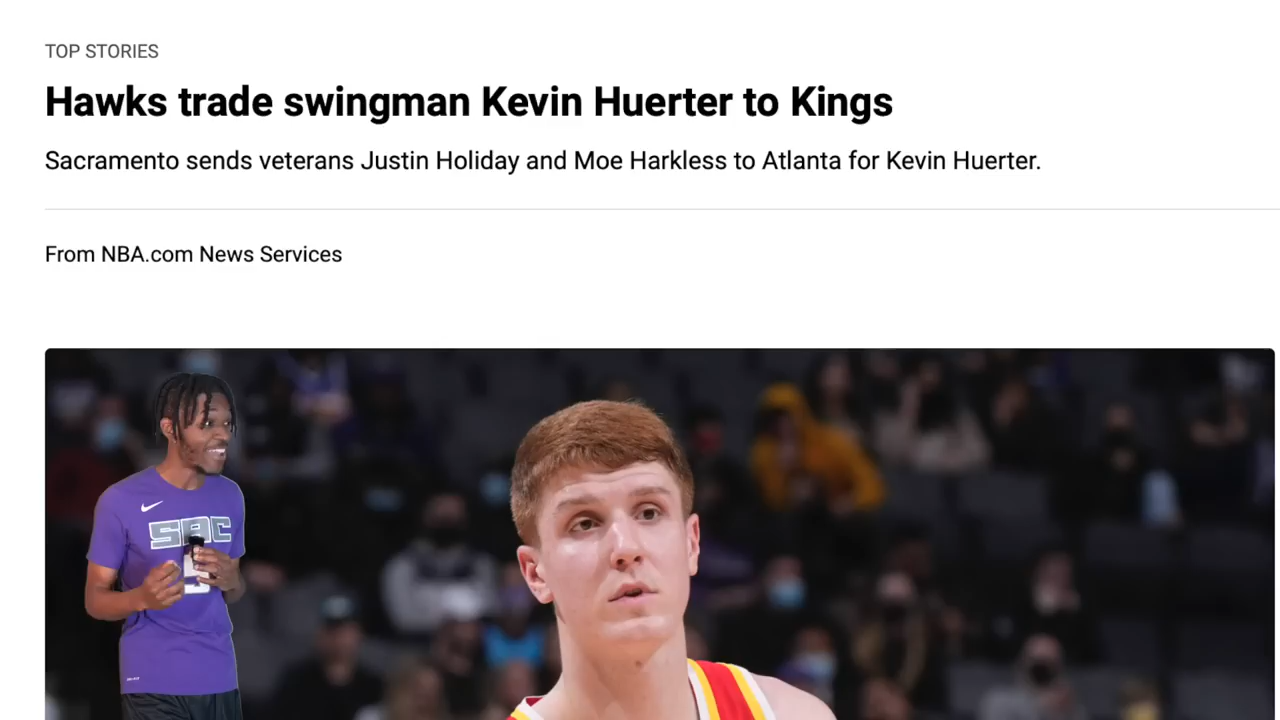 TOP STORIES
Hawks trade swingman Kevin Huerter to Kings
Sacramento sends veterans Justin Holiday and Moe Harkless to Atlanta for Kevin Huerter.
From NBA.com News Services
SAC